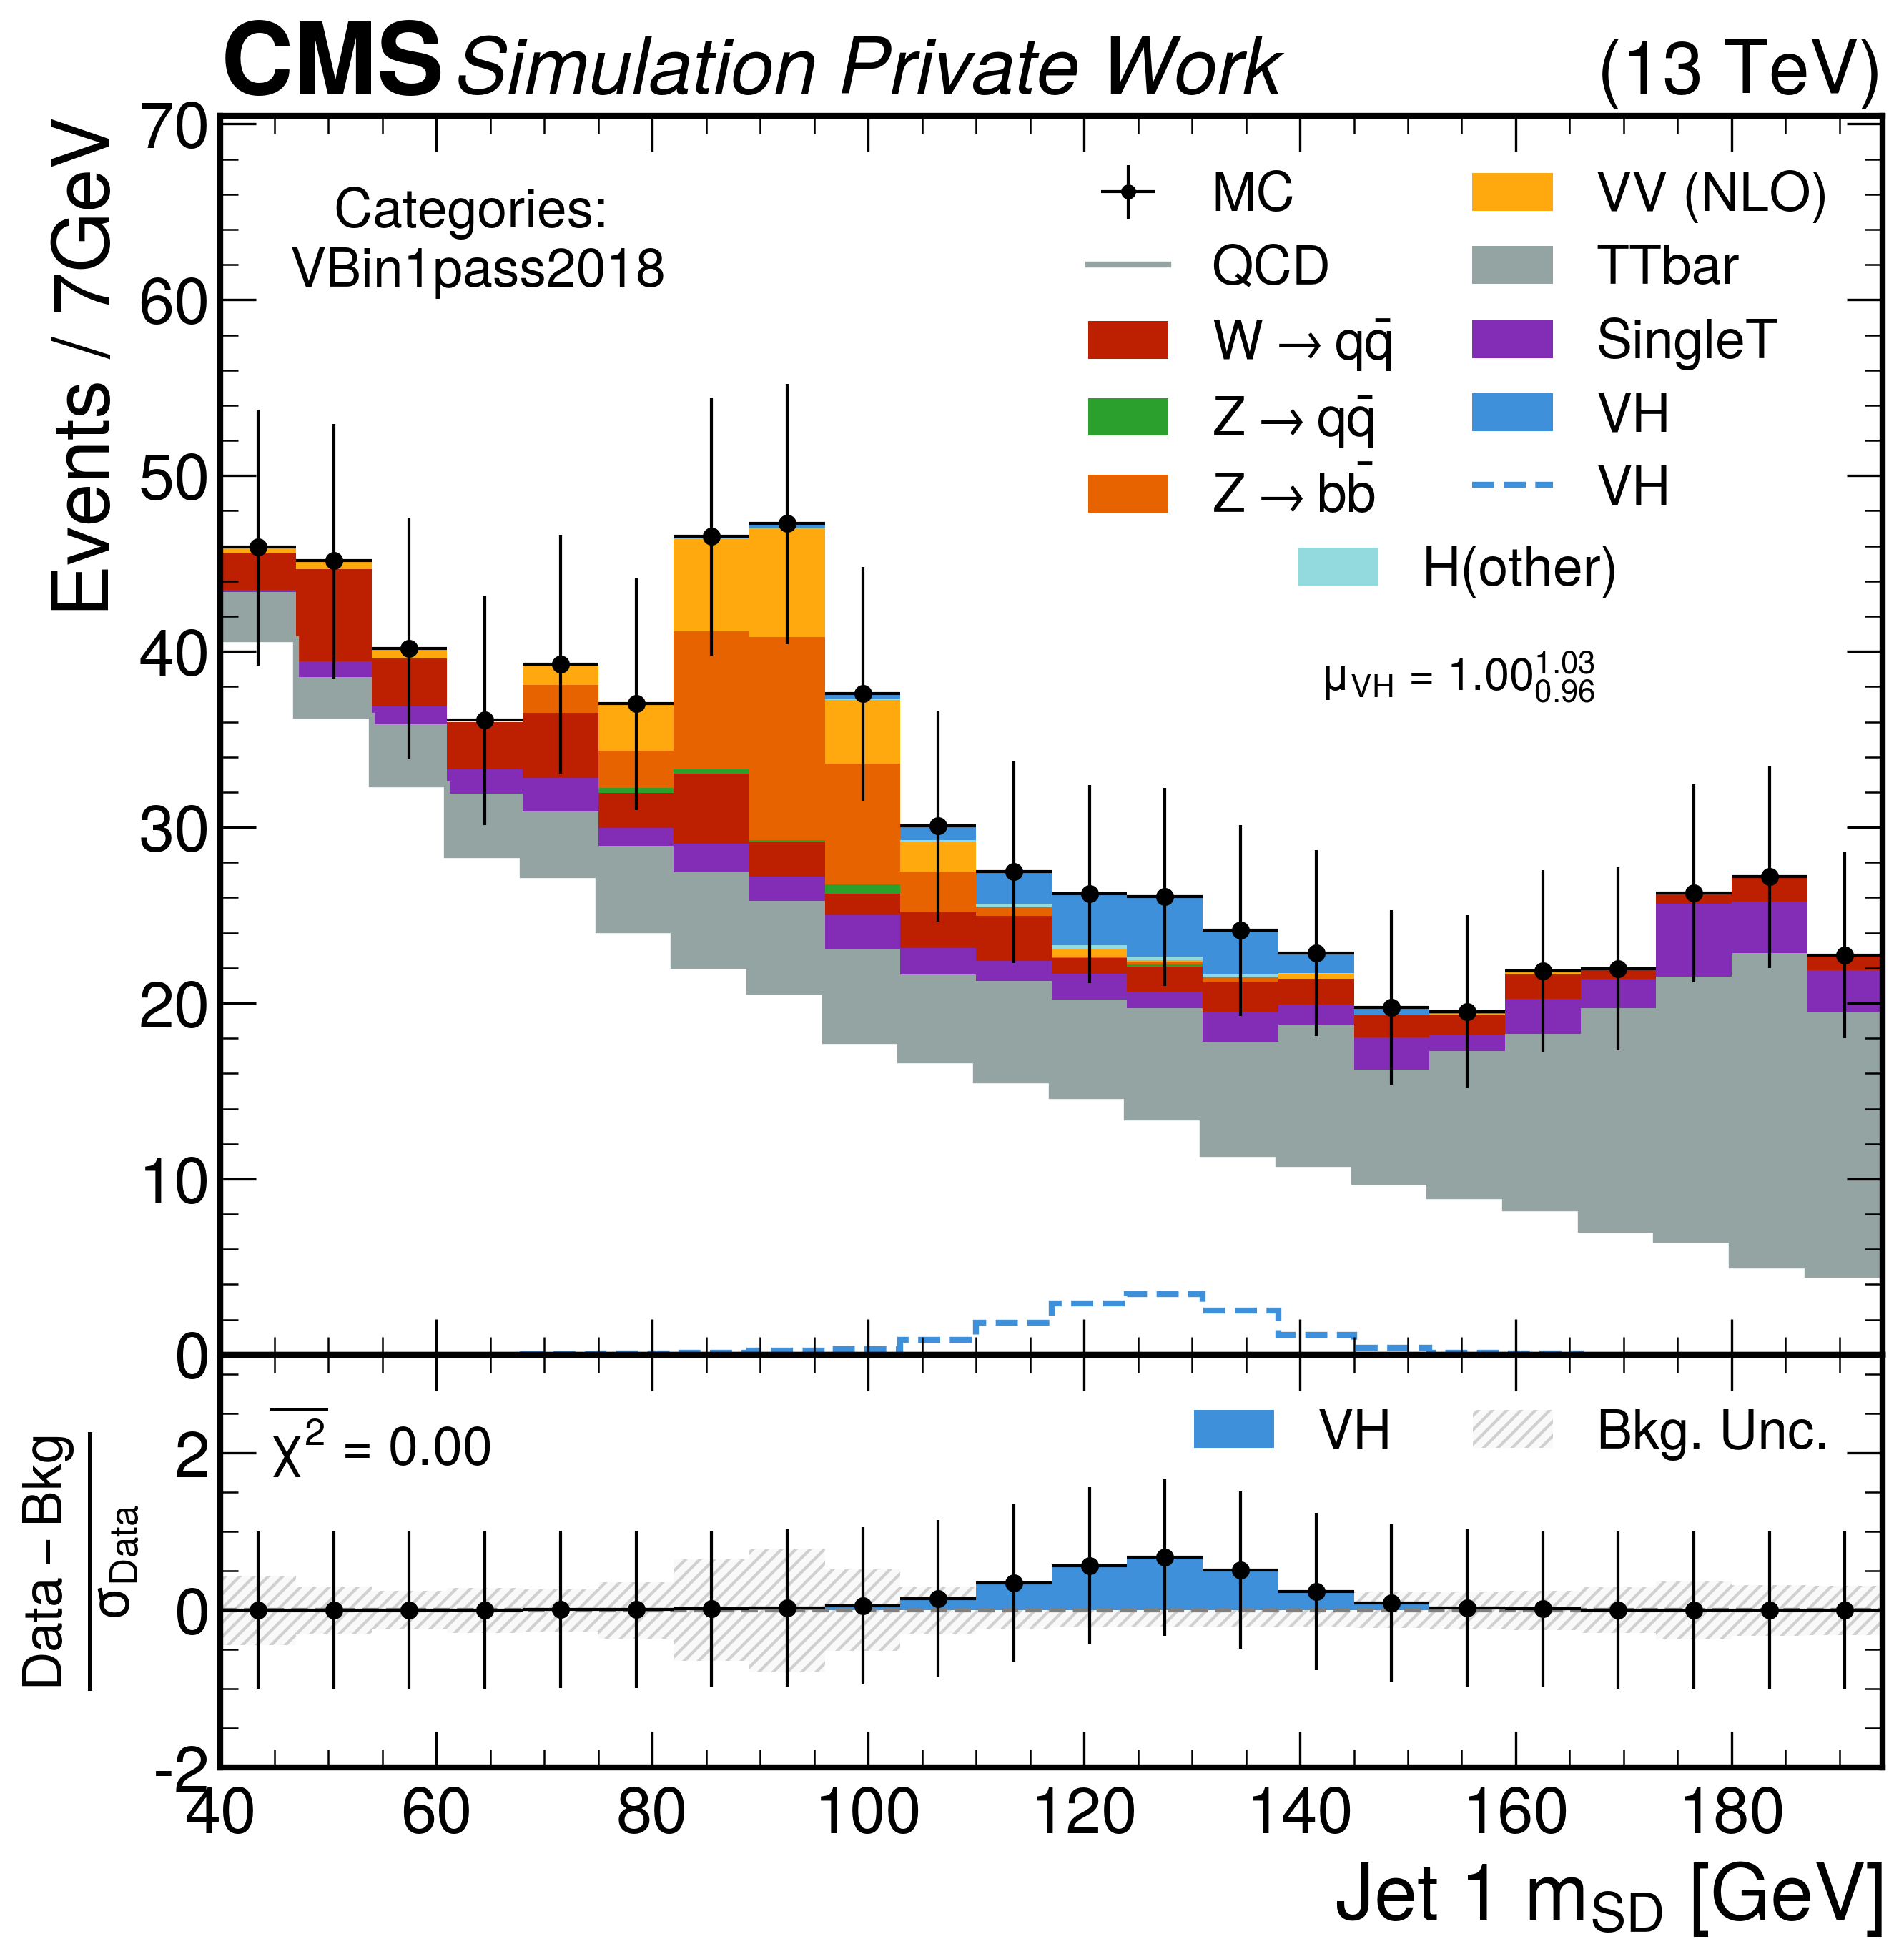 CMS Simulation Private Work (13 TeV)
Events / 7GeV
70
60
50
40
30
20
10
0
Categories:
VBin1pass2018
MC
QCD
W → qq̄
Z → qq̄
Z → bb̄
VV (NLO)
TTbar
SingleT
VH
VH
H(other)
μ_VH = 1.00^1.03_0.96
Data − Bkg
σ_Data
2
0
-2
χ² = 0.00
VH
Bkg. Unc.
40 60 80 100 120 140 160 180
Jet 1 m_SD [GeV]